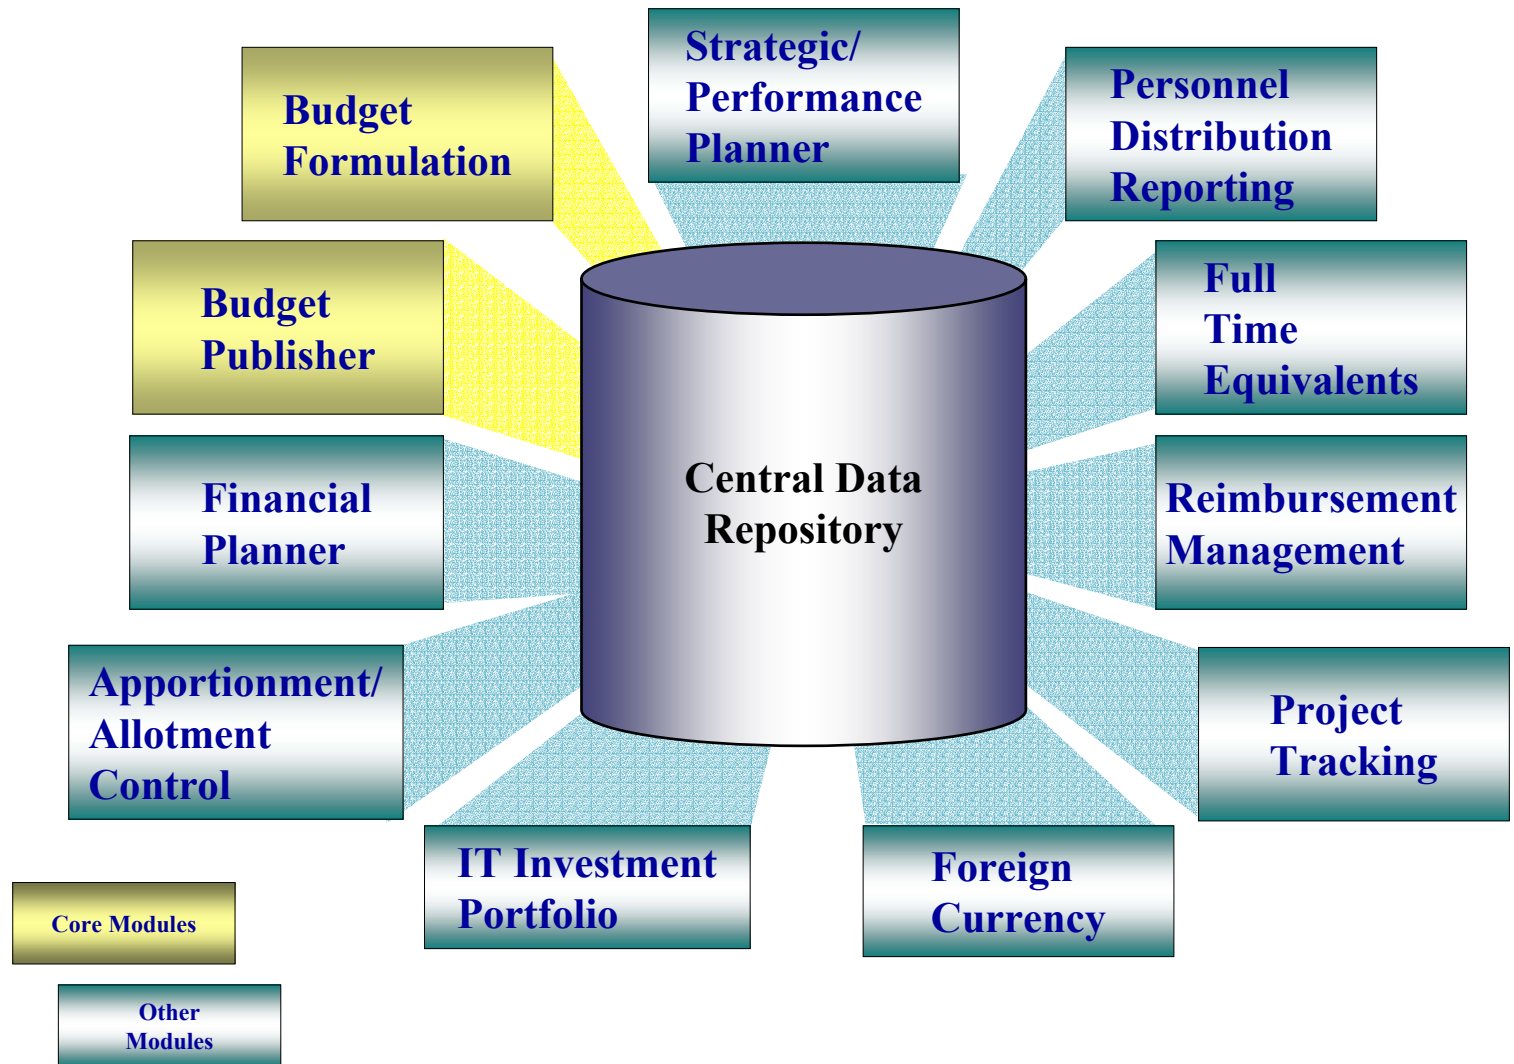 Strategic/
Performance
Planner
Budget
Formulation
Personnel
Distribution
Reporting
Budget
Publisher
Full
Time
Equivalents
Financial
Planner
Central Data
Repository
Reimbursement
Management
Apportionment/
Allotment
Control
Project
Tracking
IT Investment
Portfolio
Foreign
Currency
Core Modules
Other
Modules